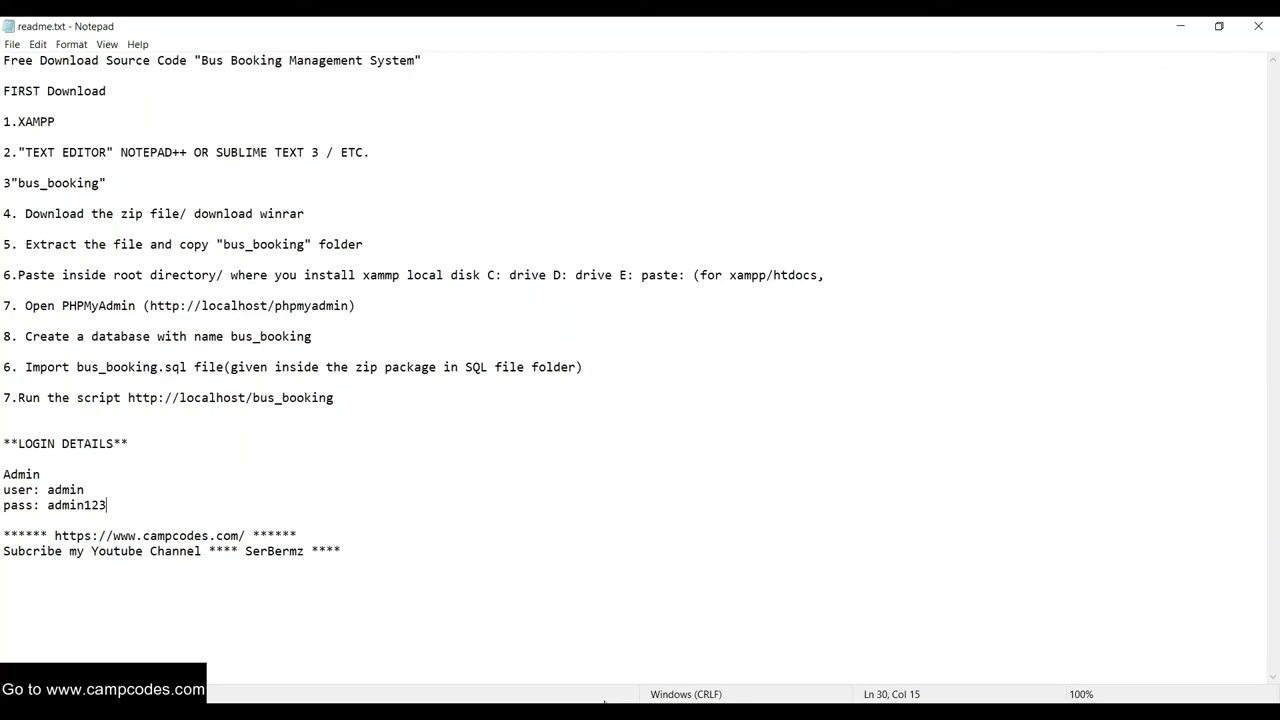 readme.txt - Notepad
File Edit Format View Help
Free Download Source Code "Bus Booking Management System"
FIRST Download
1.XAMPP
2."TEXT EDITOR" NOTEPAD++ OR SUBLIME TEXT 3 / ETC.
3"bus_booking"
4. Download the zip file/ download winrar
5. Extract the file and copy "bus_booking" folder
6.Paste inside root directory/ where you install xammp local disk C: drive D: drive E: paste: (for xampp/htdocs,
7. Open PHPMyAdmin (http://localhost/phpmyadmin)
8. Create a database with name bus_booking
6. Import bus_booking.sql file(given inside the zip package in SQL file folder)
7.Run the script http://localhost/bus_booking
**LOGIN DETAILS**
Admin
user: admin
pass: admin123
****** https://www.campcodes.com/ ******
Subcribe my Youtube Channel **** SerBermz ****
Go to www.campcodes.com
Windows (CRLF) Ln 30, Col 15 100%